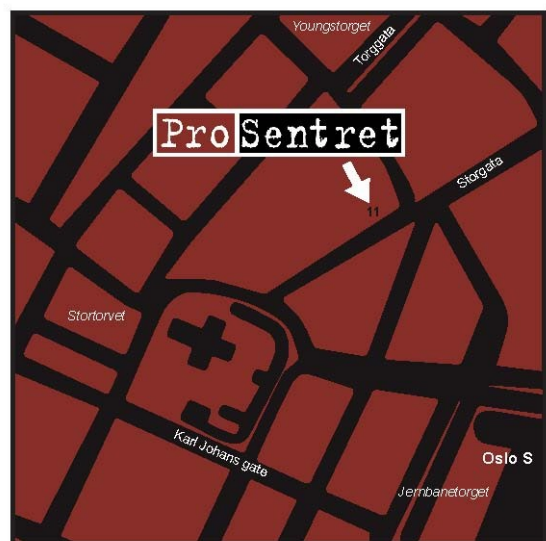 Youngstorget
Torggata
ProSentret
Storgata
11
Stortorvet
Karl Johans gate
Oslo S
Jernbanetorget